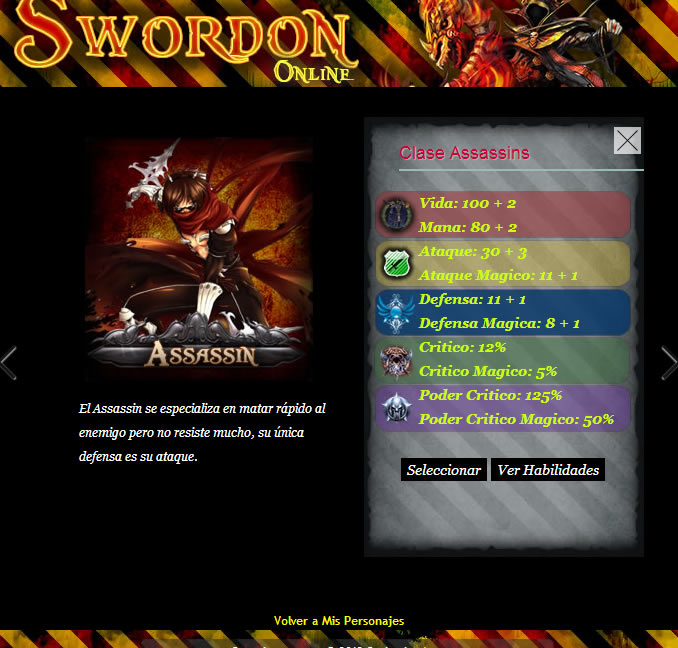 SWORDON
ONLINE
Clase Assassins
Vida: 100 + 2
Mana: 80 + 2
Ataque: 30 + 3
Ataque Magico: 11 + 1
Defensa: 11 + 1
Defensa Magica: 8 + 1
Critico: 12%
Critico Magico: 5%
Poder Critico: 125%
Poder Critico Magico: 50%
Seleccionar
Ver Habilidades
ASSASSIN
El Assassin se especializa en matar rápido al
enemigo pero no resiste mucho, su única
defensa es su ataque.
Volver a Mis Personajes